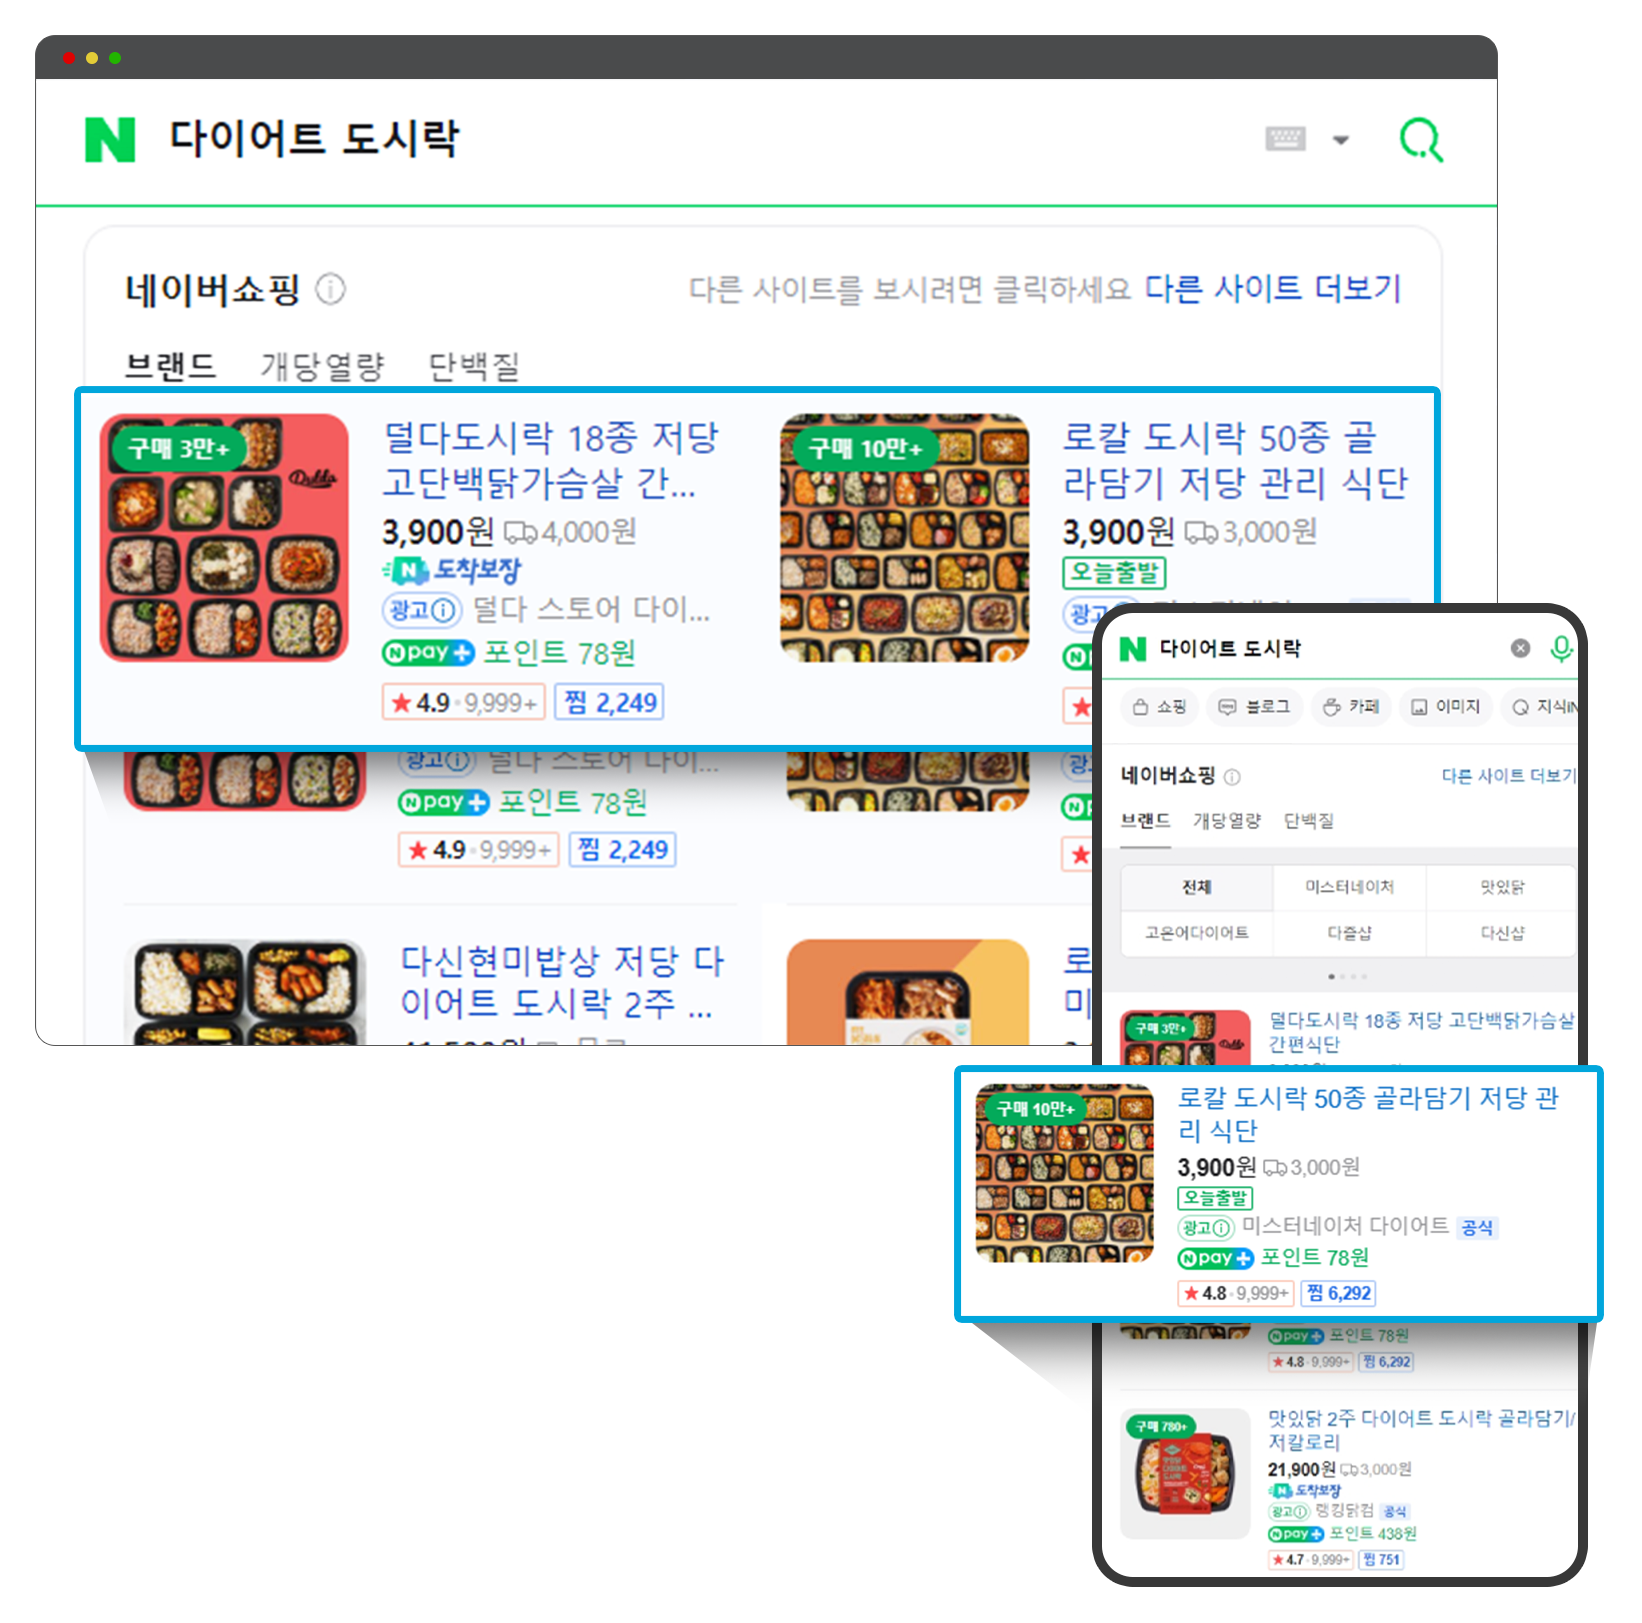 N 다이어트 도시락
네이버쇼핑
다른 사이트를 보시려면 클릭하세요 다른 사이트 더보기
브랜드 개당열량 단백질
구매 3만+
Dulda
덜다도시락 18종 저당
고단백닭가슴살 간...
3,900원 4,000원
N 도착보장
광고 덜다 스토어 다이...
N pay+ 포인트 78원
★ 4.9 · 9,999+ 찜 2,249
구매 10만+
로칼 도시락 50종 골
라담기 저당 관리 식단
3,900원 3,000원
오늘출발
광고
N
★
광고 덜다 스토어 다이...
N pay+ 포인트 78원
★ 4.9 · 9,999+ 찜 2,249
광
★
다신현미밥상 저당 다
이어트 도시락 2주 ...
로
미
N 다이어트 도시락
쇼핑 블로그 카페 이미지 지식iN
네이버쇼핑
다른 사이트 더보기
브랜드 개당열량 단백질
전체 미스터네이처 맛있닭
고온어다이어트 다즐샵 다신샵
구매 3만+
덜다도시락 18종 저당 고단백닭가슴살
간편식단
구매 10만+
로칼 도시락 50종 골라담기 저당 관
리 식단
3,900원 3,000원
오늘출발
광고 미스터네이처 다이어트 공식
N pay+ 포인트 78원
★ 4.8 · 9,999+ 찜 6,292
N pay+ 포인트 78원
★ 4.8 · 9,999+ 찜 6,292
구매 780+
맛있닭 2주 다이어트 도시락 골라담기/
저칼로리
21,900원 3,000원
N 도착보장
광고 랭킹닭컴 공식
N pay+ 포인트 438원
★ 4.7 · 9,999+ 찜 751